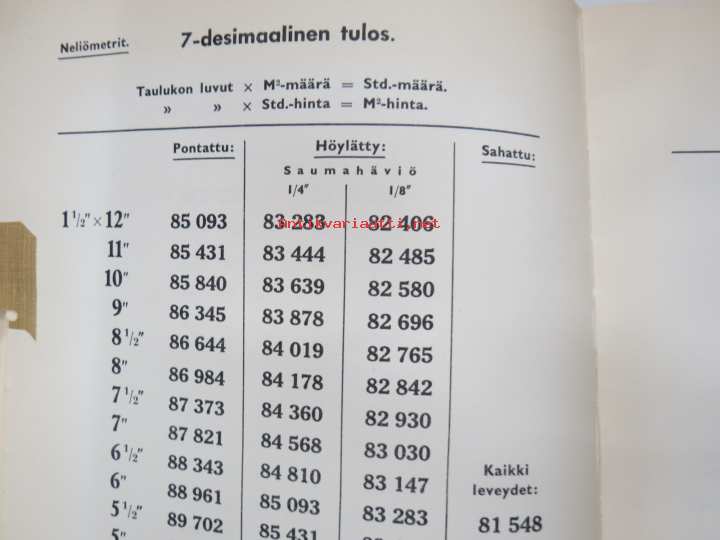 Neliömetrit. 7-desimaalinen tulos.
Taulukon luvut × M²-määrä = Std.-määrä.
» » × Std.-hinta = M²-hinta.
Pontattu: Höylätty: Sahattu:
Saumahäviö
1/4" 1/8"
1 1/2" × 12" 85 093 83 283 82 406
Antikvariaatti.net
11" 85 431 83 444 82 485
10" 85 840 83 639 82 580
9" 86 345 83 878 82 696
8 1/2" 86 644 84 019 82 765
8" 86 984 84 178 82 842
7 1/2" 87 373 84 360 82 930
7" 87 821 84 568 83 030
6 1/2" 88 343 84 810 83 147 Kaikki
leveydet:
6" 88 961 85 093 83 283 81 548
5 1/2" 89 702 85 431
5"